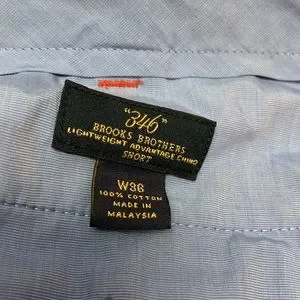 "346"
BROOKS BROTHERS
LIGHTWEIGHT ADVANTAGE CHINO
SHORT
W36
100% COTTON
MADE IN
MALAYSIA